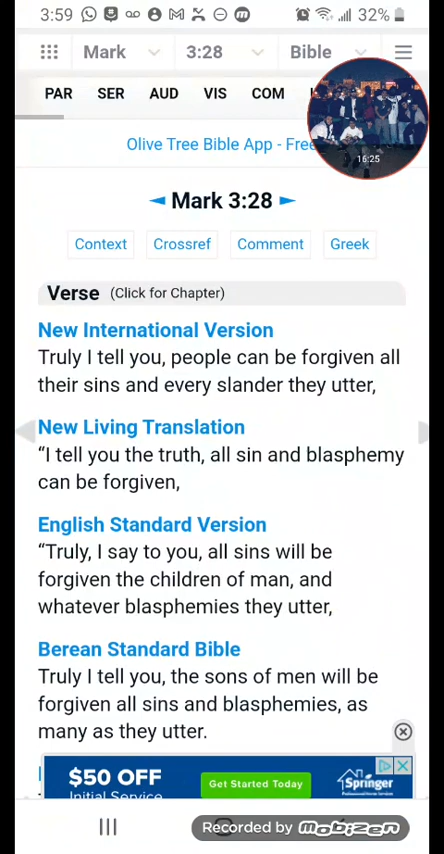 3:59 32%
Mark 3:28 Bible
PAR SER AUD VIS COM
Olive Tree Bible App - Free
16:25
Mark 3:28
Context Crossref Comment Greek
Verse (Click for Chapter)
New International Version
Truly I tell you, people can be forgiven all
their sins and every slander they utter,
New Living Translation
“I tell you the truth, all sin and blasphemy
can be forgiven,
English Standard Version
“Truly, I say to you, all sins will be
forgiven the children of man, and
whatever blasphemies they utter,
Berean Standard Bible
Truly I tell you, the sons of men will be
forgiven all sins and blasphemies, as
many as they utter.
$50 OFF
Initial Service
Get Started Today
Springer
Recorded by mobizen